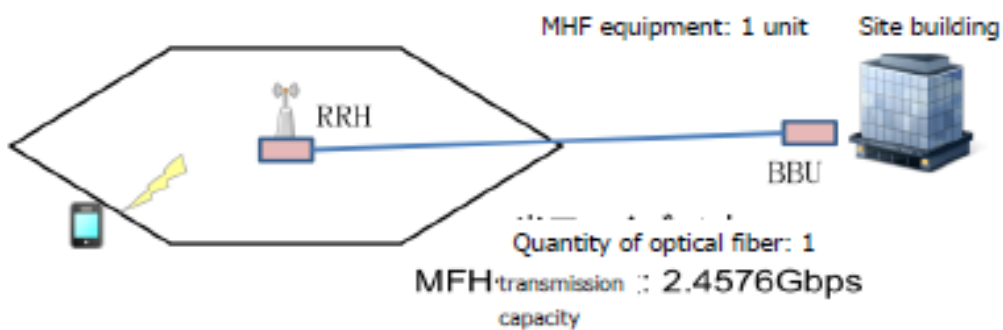 MHF equipment: 1 unit
Site building
RRH
BBU
Quantity of optical fiber: 1
MFH transmission : 2.4576Gbps
capacity